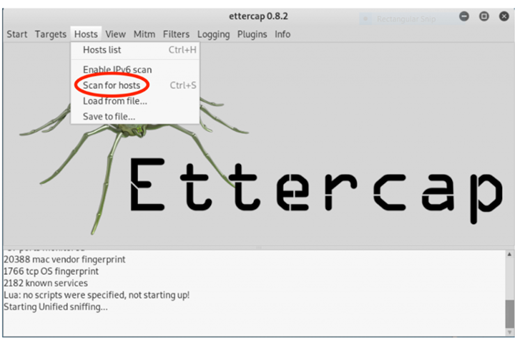 ettercap 0.8.2
Start Targets Hosts View Mitm Filters Logging Plugins Info
Hosts list Ctrl+H
Enable IPv6 scan
Scan for hosts Ctrl+S
Load from file...
Save to file...
Ettercap
20388 mac vendor fingerprint
1766 tcp OS fingerprint
2182 known services
Lua: no scripts were specified, not starting up!
Starting Unified sniffing...